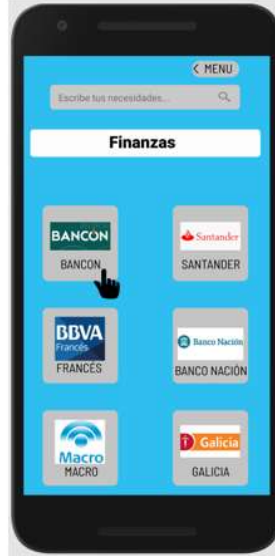 < MENU
Escribe tus necesidades...
Finanzas
BANCON
BANCON
Santander
SANTANDER
BBVA
Francés
FRANCÉS
Banco Nación
BANCO NACIÓN
Macro
MACRO
Galicia
GALICIA